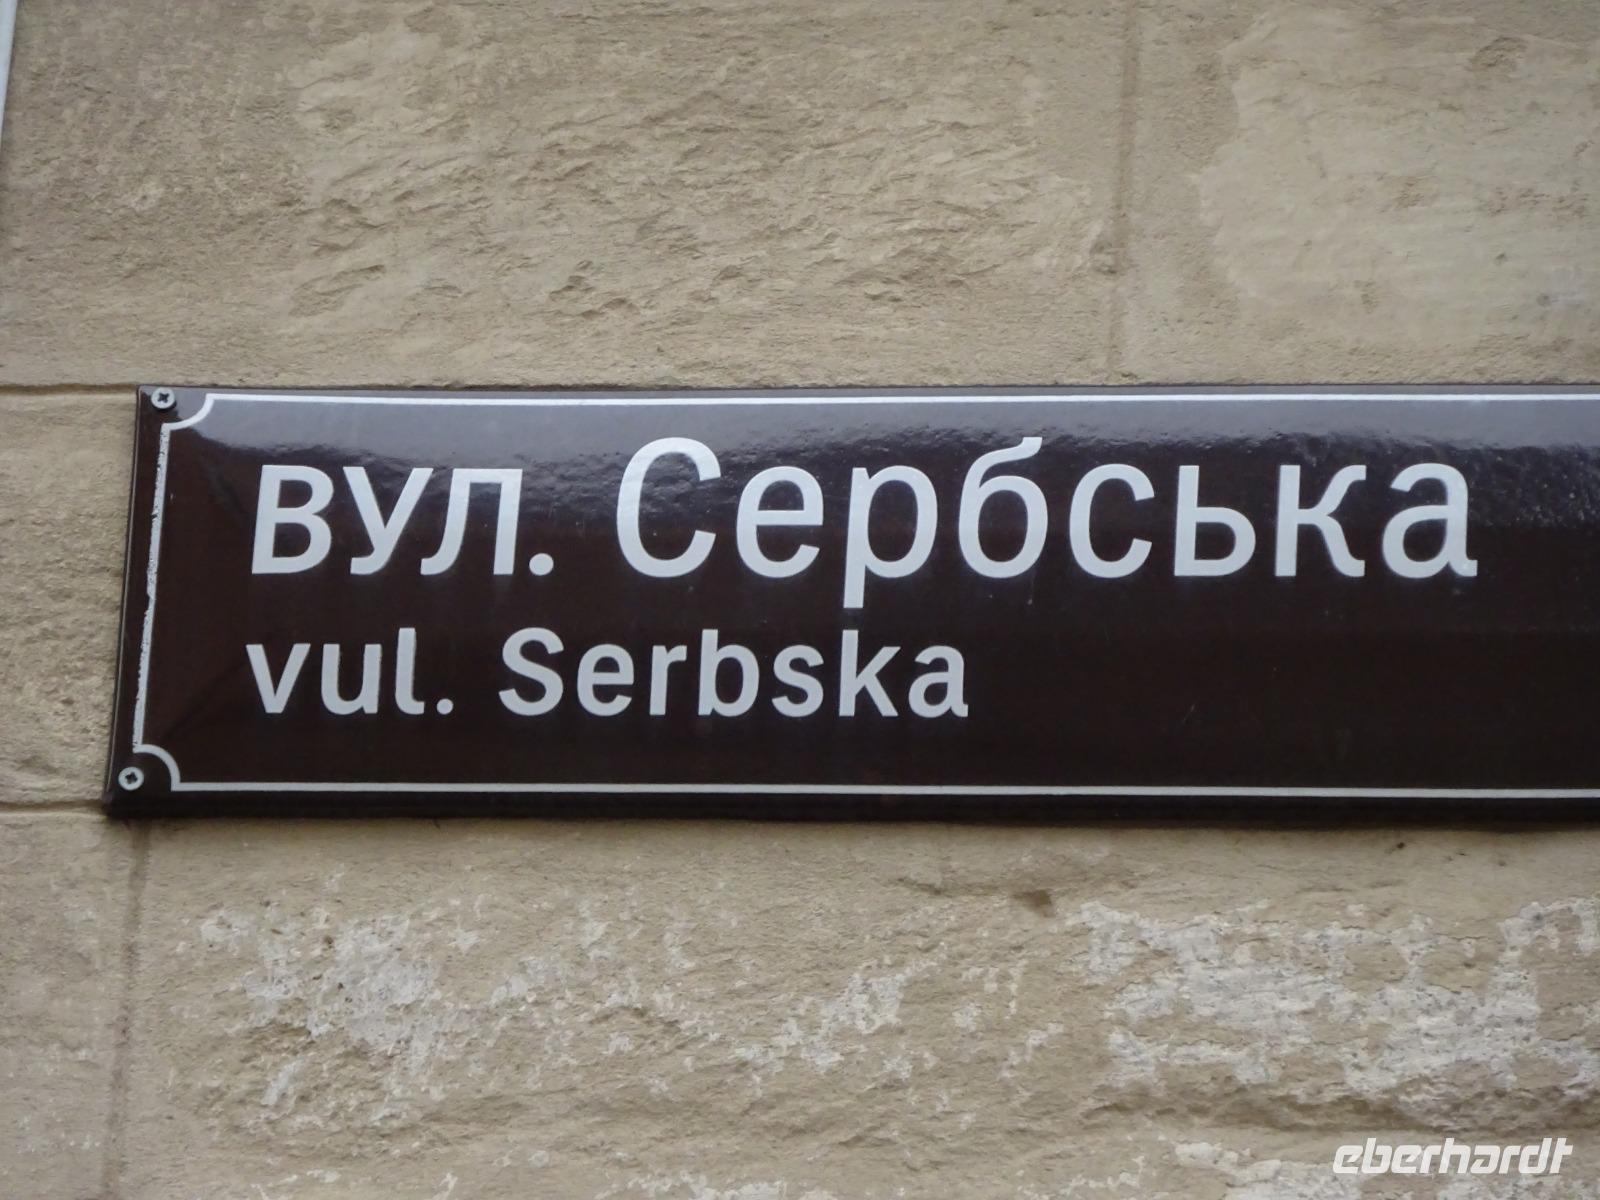 вул. Сербська
vul. Serbska
eberhardt